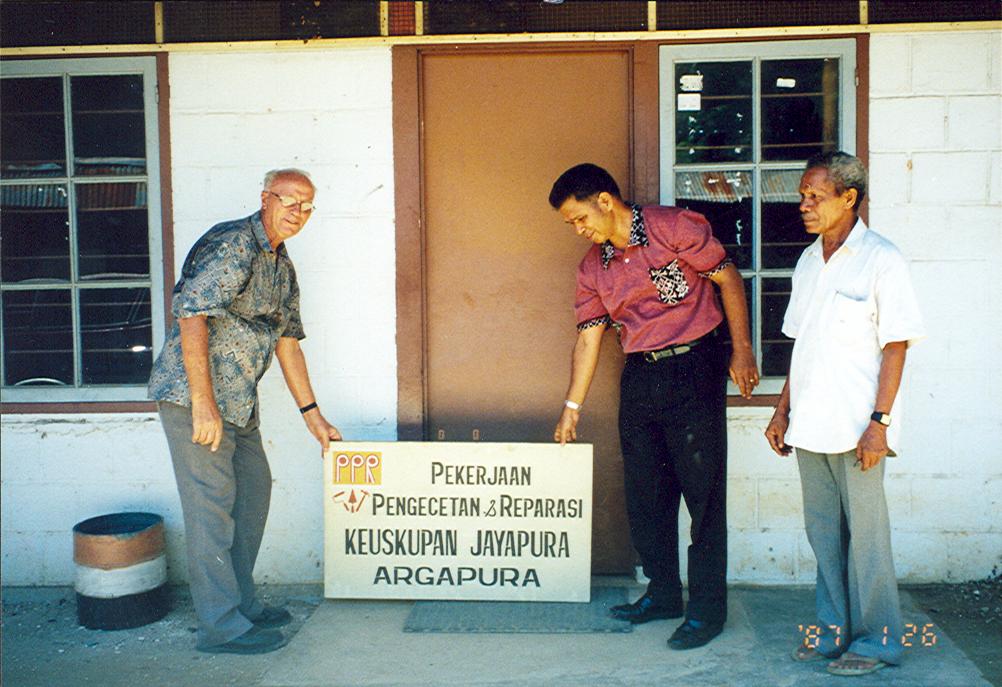 PPR
PEKERJAAN
PENGECETAN & REPARASI
KEUSKUPAN JAYAPURA
ARGAPURA
'87 1 26